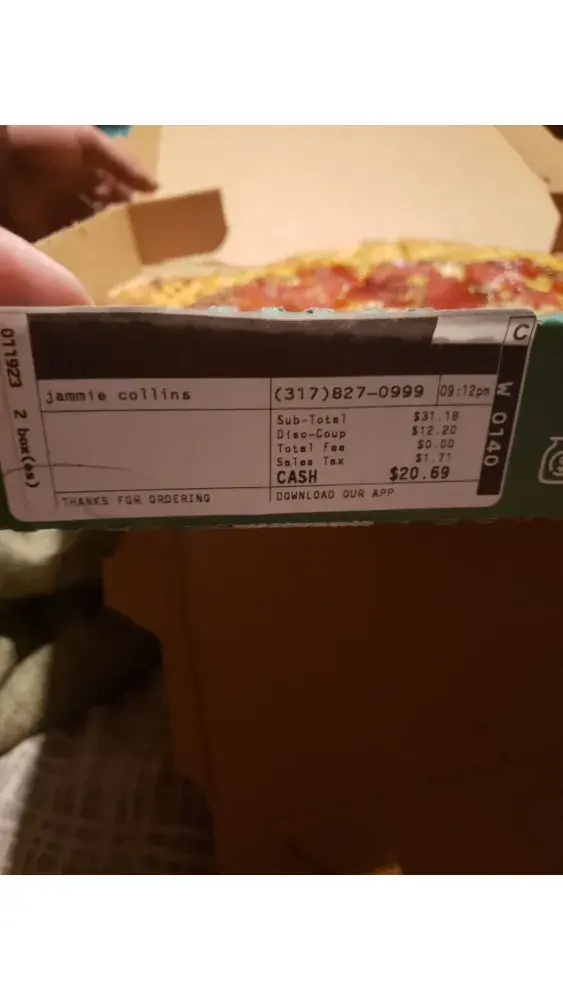 011923 2 box(es)
C
jammie collins (317)827-0999 09:12pm
W 0140
Sub-Total $31.18
Disc-Coup $12.20
Total Fee $0.00
Sales Tax $1.71
CASH $20.69
THANKS FOR ORDERING DOWNLOAD OUR APP